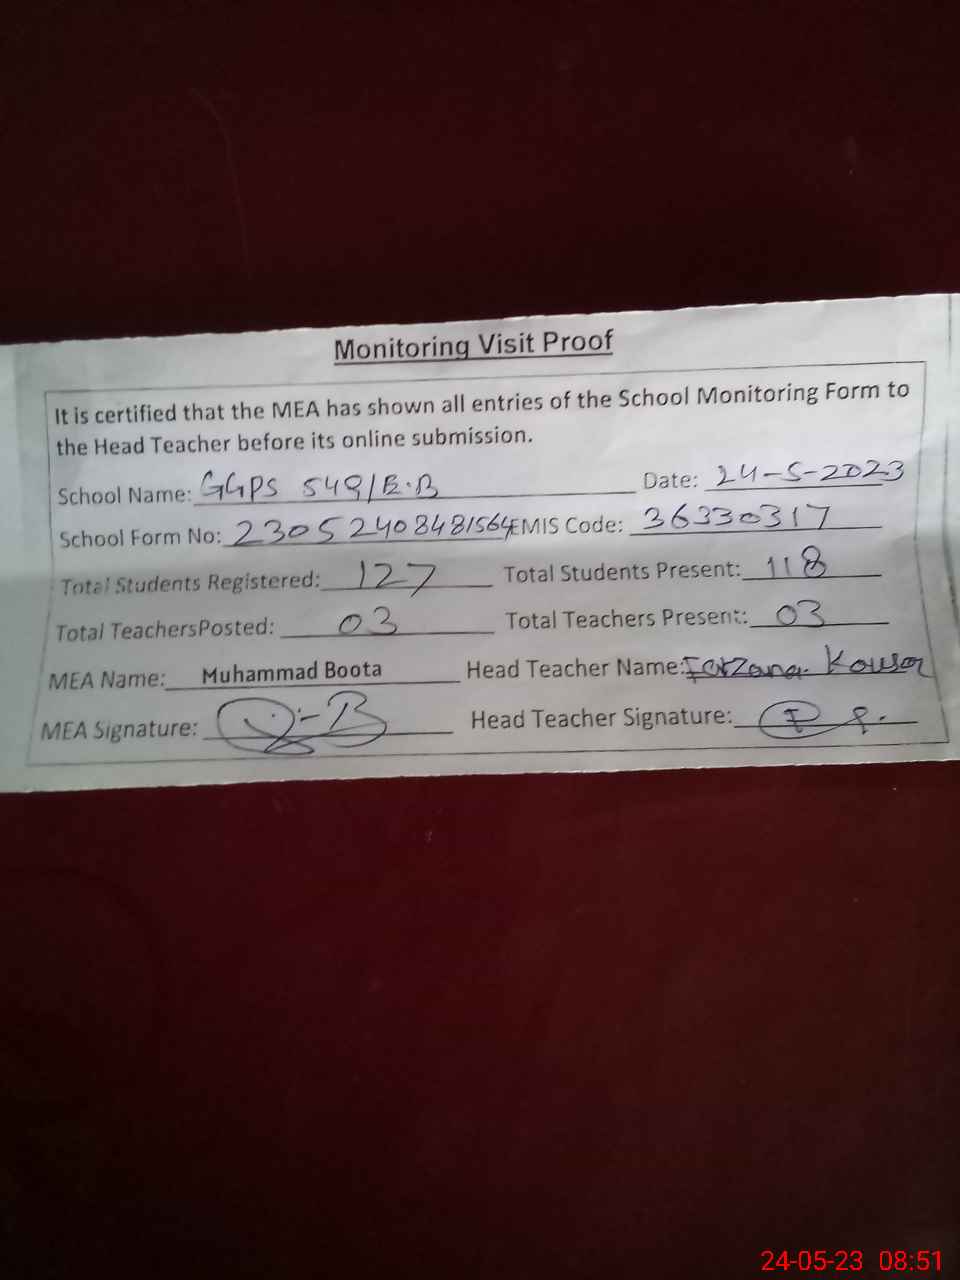 Monitoring Visit Proof
It is certified that the MEA has shown all entries of the School Monitoring Form to
the Head Teacher before its online submission.
School Name: GGPS 549/E.B Date: 24-5-2023
School Form No: 23052408481564 EMIS Code: 36330317
Total Students Registered: 127 Total Students Present: 118
Total TeachersPosted: 03 Total Teachers Present: 03
MEA Name: Muhammad Boota Head Teacher Name: Farzana Kousar
MEA Signature: Head Teacher Signature:
24-05-23 08:51